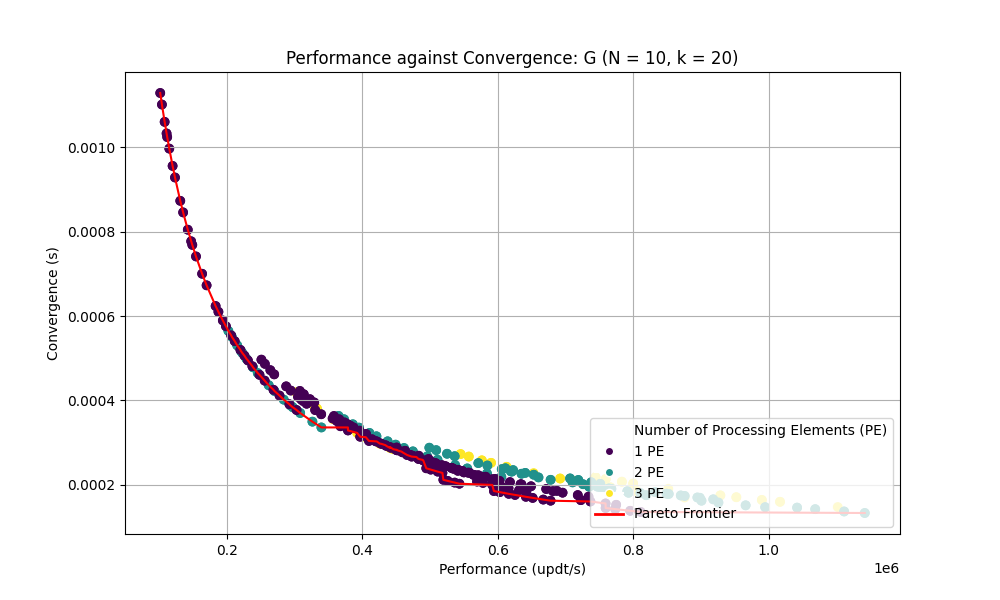 Performance against Convergence: G (N = 10, k = 20)
0.0010
0.0008
0.0006
0.0004
0.0002
Convergence (s)
Number of Processing Elements (PE)
1 PE
2 PE
3 PE
Pareto Frontier
0.2 0.4 0.6 0.8 1.0
1e6
Performance (updt/s)